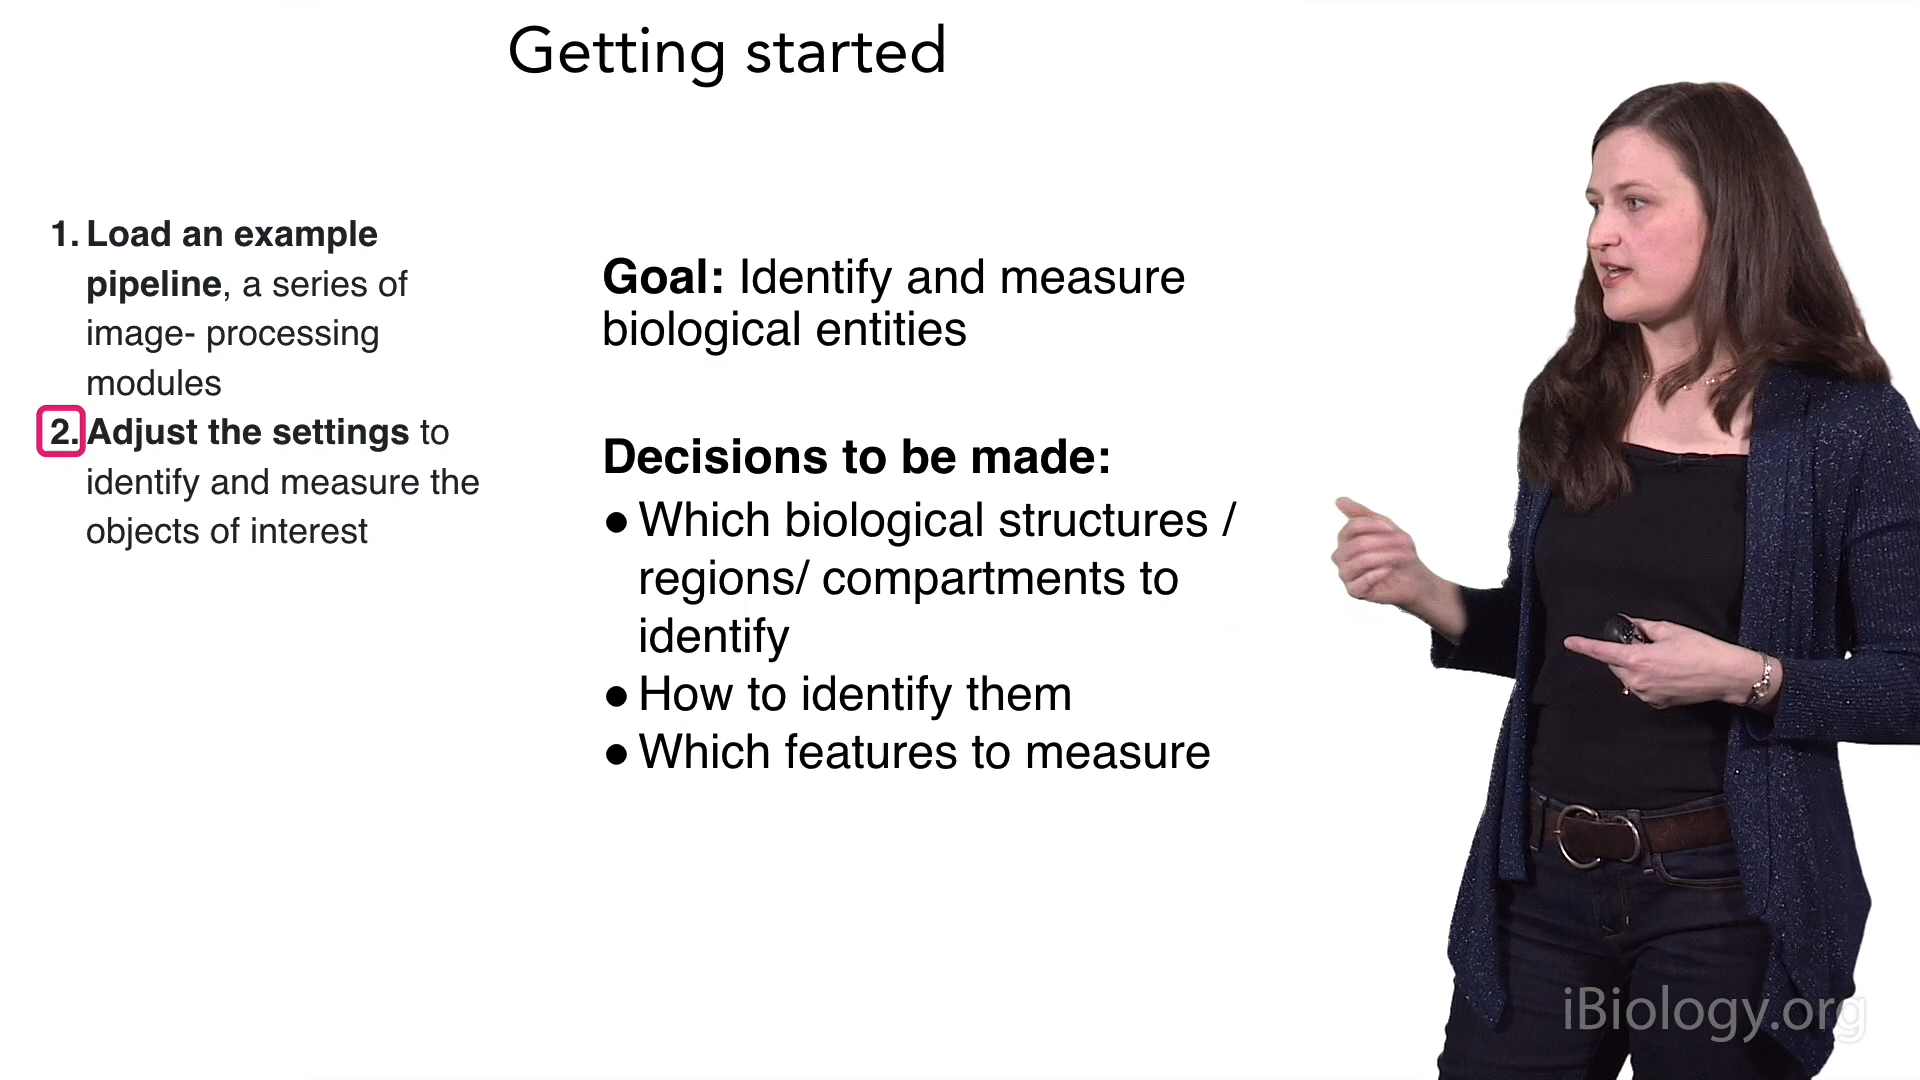 Getting started
1. Load an example
pipeline, a series of
image- processing
modules
2. Adjust the settings to
identify and measure the
objects of interest
Goal: Identify and measure
biological entities
Decisions to be made:
● Which biological structures /
regions/ compartments to
identify
● How to identify them
● Which features to measure
iBiology.org